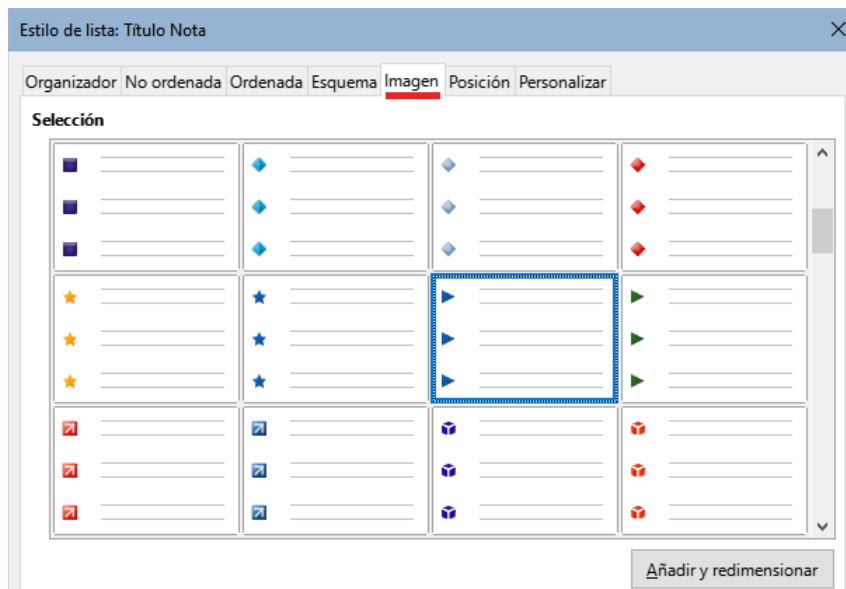 Estilo de lista: Título Nota
Organizador No ordenada Ordenada Esquema Imagen Posición Personalizar
Selección
Añadir y redimensionar